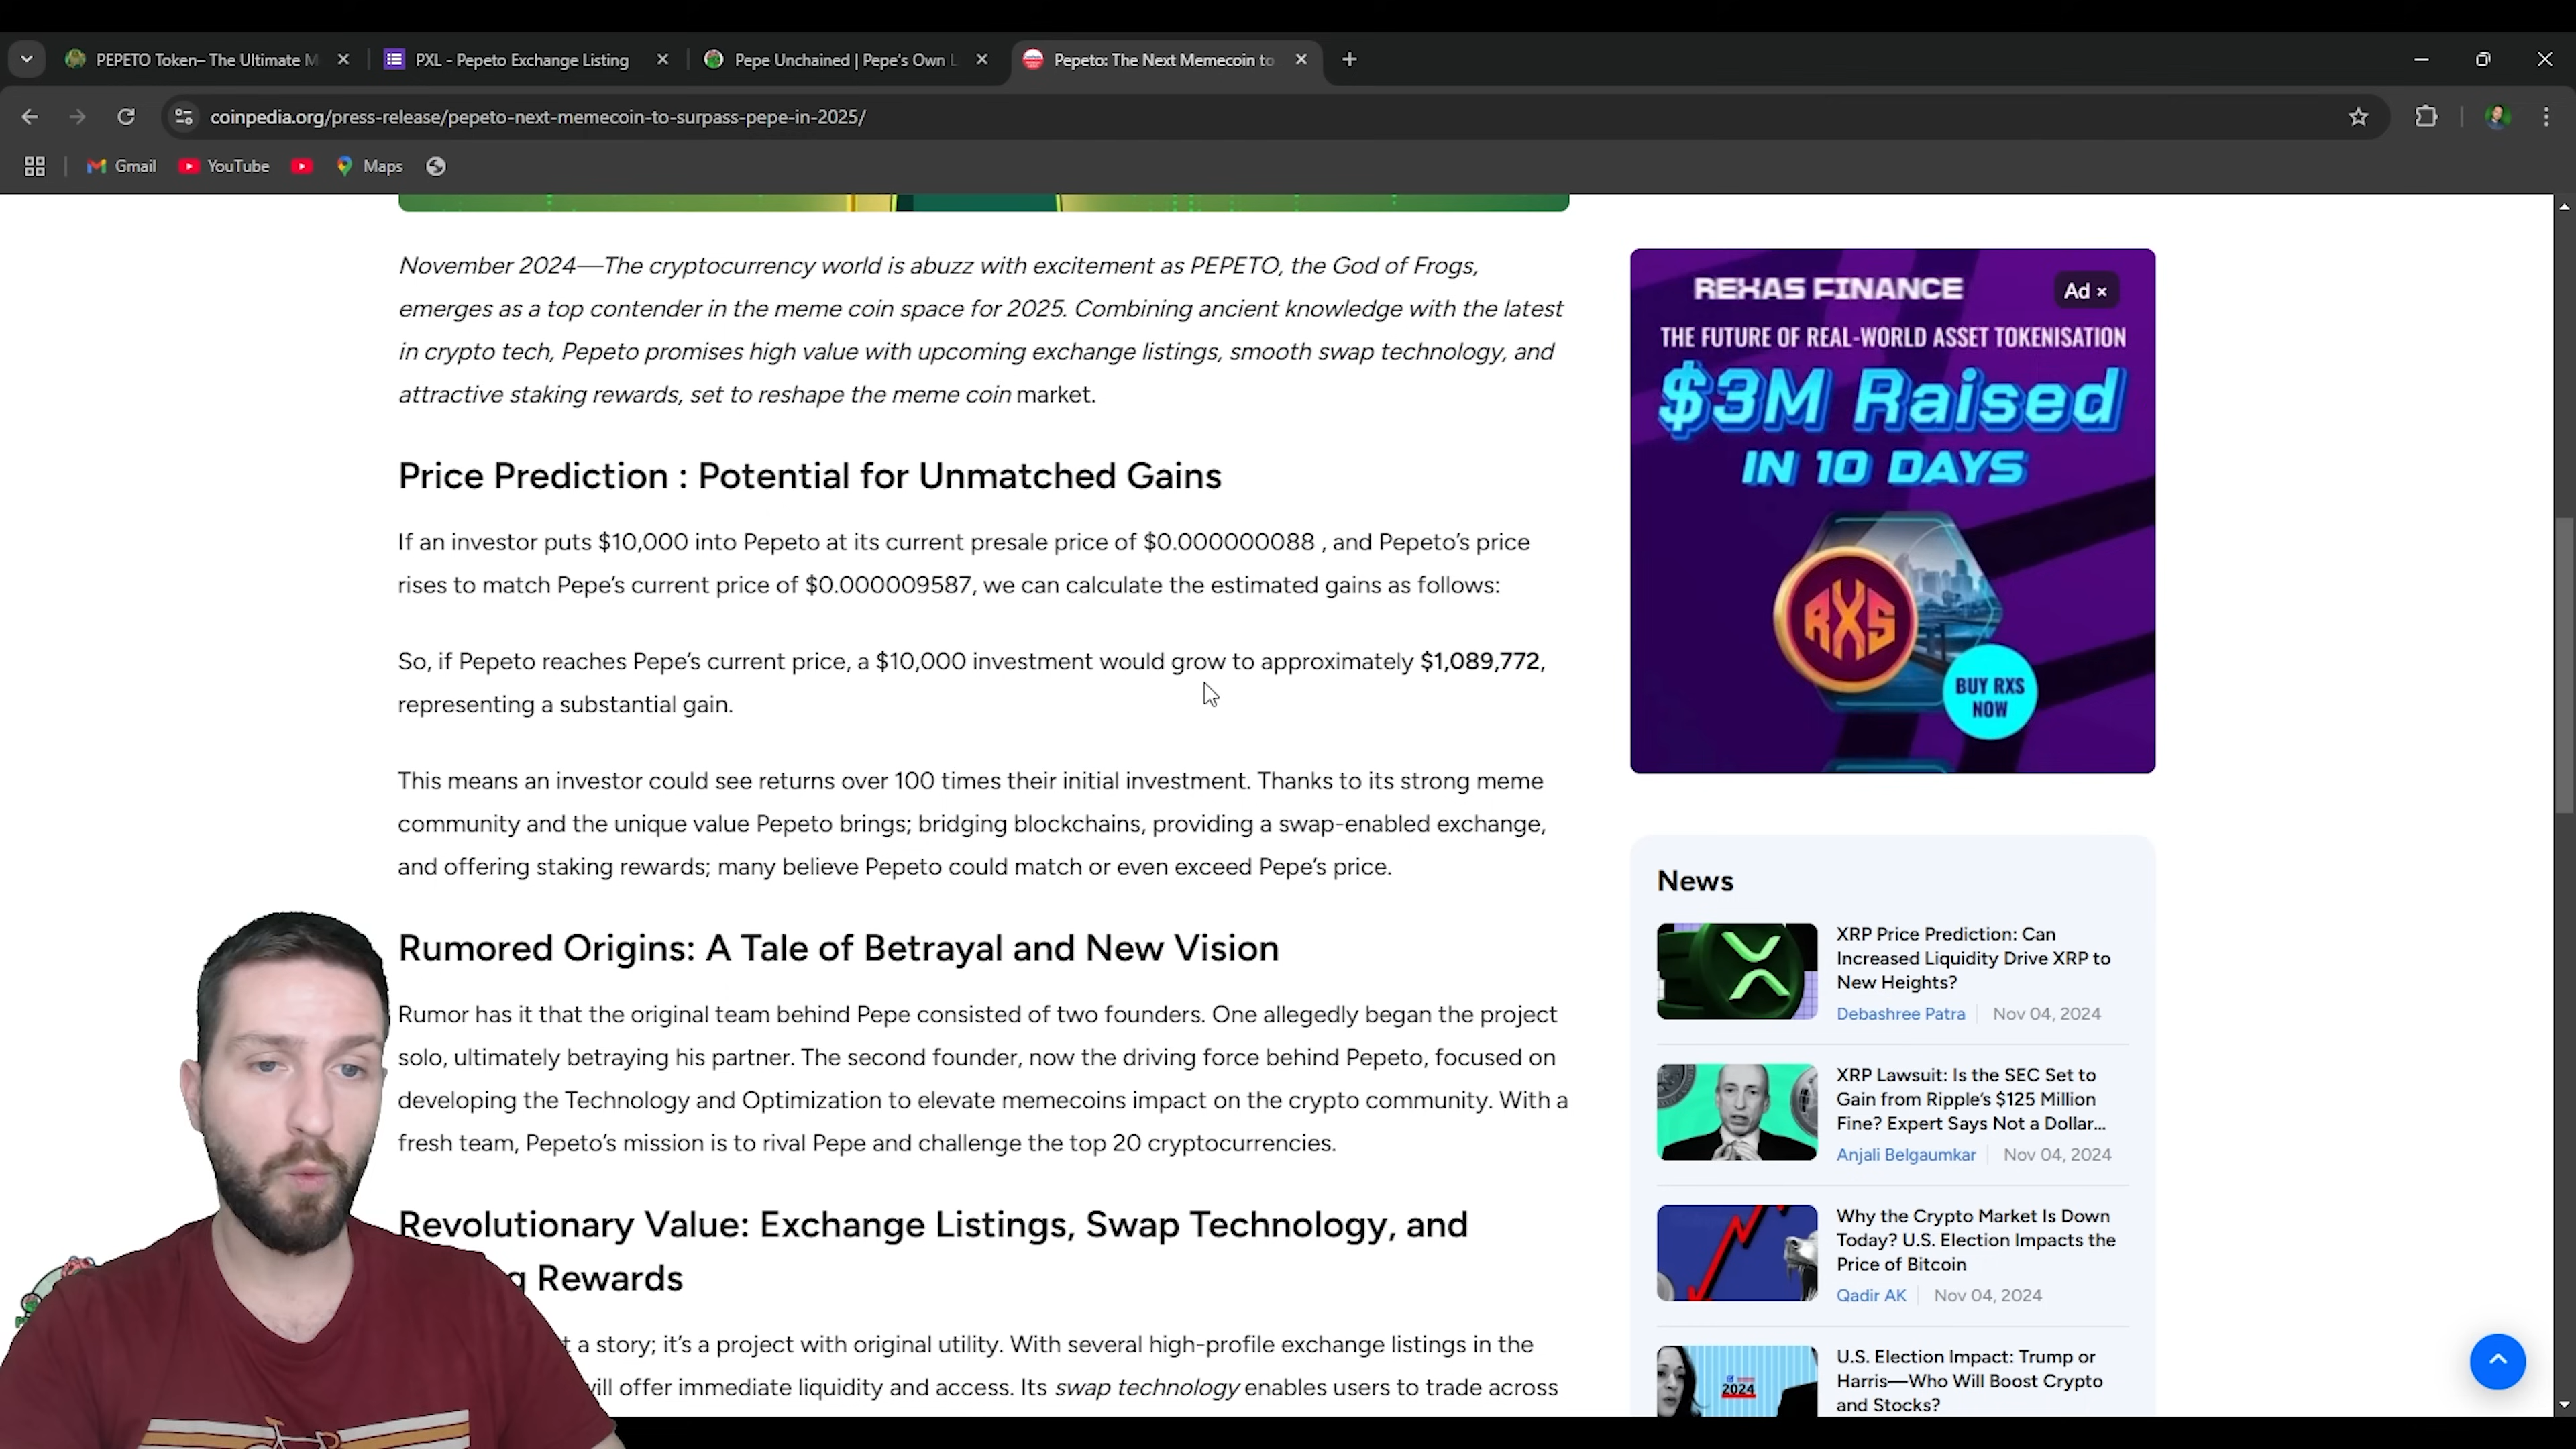 PEPETO Token– The Ultimate M
PXL - Pepeto Exchange Listing
Pepe Unchained | Pepe's Own L
Pepeto: The Next Memecoin to
coinpedia.org/press-release/pepeto-next-memecoin-to-surpass-pepe-in-2025/
Gmail
YouTube
Maps
November 2024—The cryptocurrency world is abuzz with excitement as PEPETO, the God of Frogs,
emerges as a top contender in the meme coin space for 2025. Combining ancient knowledge with the latest
in crypto tech, Pepeto promises high value with upcoming exchange listings, smooth swap technology, and
attractive staking rewards, set to reshape the meme coin market.
Price Prediction : Potential for Unmatched Gains
If an investor puts $10,000 into Pepeto at its current presale price of $0.000000088 , and Pepeto’s price
rises to match Pepe’s current price of $0.000009587, we can calculate the estimated gains as follows:
So, if Pepeto reaches Pepe’s current price, a $10,000 investment would grow to approximately $1,089,772,
representing a substantial gain.
This means an investor could see returns over 100 times their initial investment. Thanks to its strong meme
community and the unique value Pepeto brings; bridging blockchains, providing a swap-enabled exchange,
and offering staking rewards; many believe Pepeto could match or even exceed Pepe’s price.
Rumored Origins: A Tale of Betrayal and New Vision
Rumor has it that the original team behind Pepe consisted of two founders. One allegedly began the project
solo, ultimately betraying his partner. The second founder, now the driving force behind Pepeto, focused on
developing the Technology and Optimization to elevate memecoins impact on the crypto community. With a
fresh team, Pepeto’s mission is to rival Pepe and challenge the top 20 cryptocurrencies.
Revolutionary Value: Exchange Listings, Swap Technology, and
g Rewards
t a story; it’s a project with original utility. With several high-profile exchange listings in the
vill offer immediate liquidity and access. Its swap technology enables users to trade across
REXAS FINANCE
Ad ×
THE FUTURE OF REAL-WORLD ASSET TOKENISATION
$3M Raised
IN 10 DAYS
RXS
BUY RXS
NOW
News
XRP Price Prediction: Can
Increased Liquidity Drive XRP to
New Heights?
Debashree Patra
Nov 04, 2024
XRP Lawsuit: Is the SEC Set to
Gain from Ripple’s $125 Million
Fine? Expert Says Not a Dollar...
Anjali Belgaumkar
Nov 04, 2024
Why the Crypto Market Is Down
Today? U.S. Election Impacts the
Price of Bitcoin
Qadir AK
Nov 04, 2024
2024
U.S. Election Impact: Trump or
Harris—Who Will Boost Crypto
and Stocks?